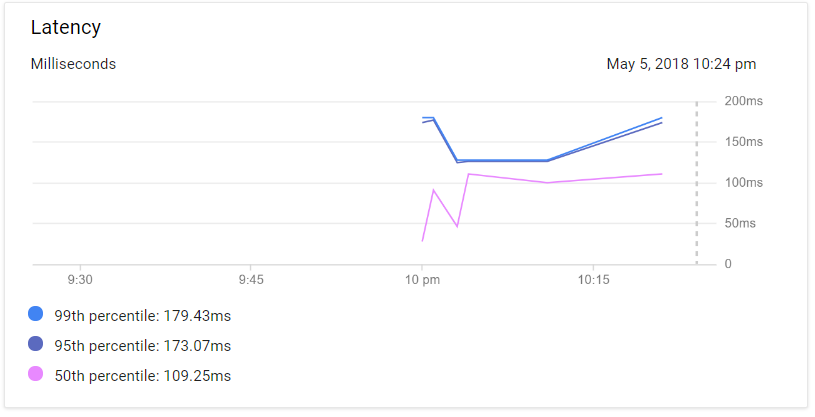 Latency
Milliseconds May 5, 2018 10:24 pm
200ms
150ms
100ms
50ms
0
9:30 9:45 10 pm 10:15
99th percentile: 179.43ms
95th percentile: 173.07ms
50th percentile: 109.25ms